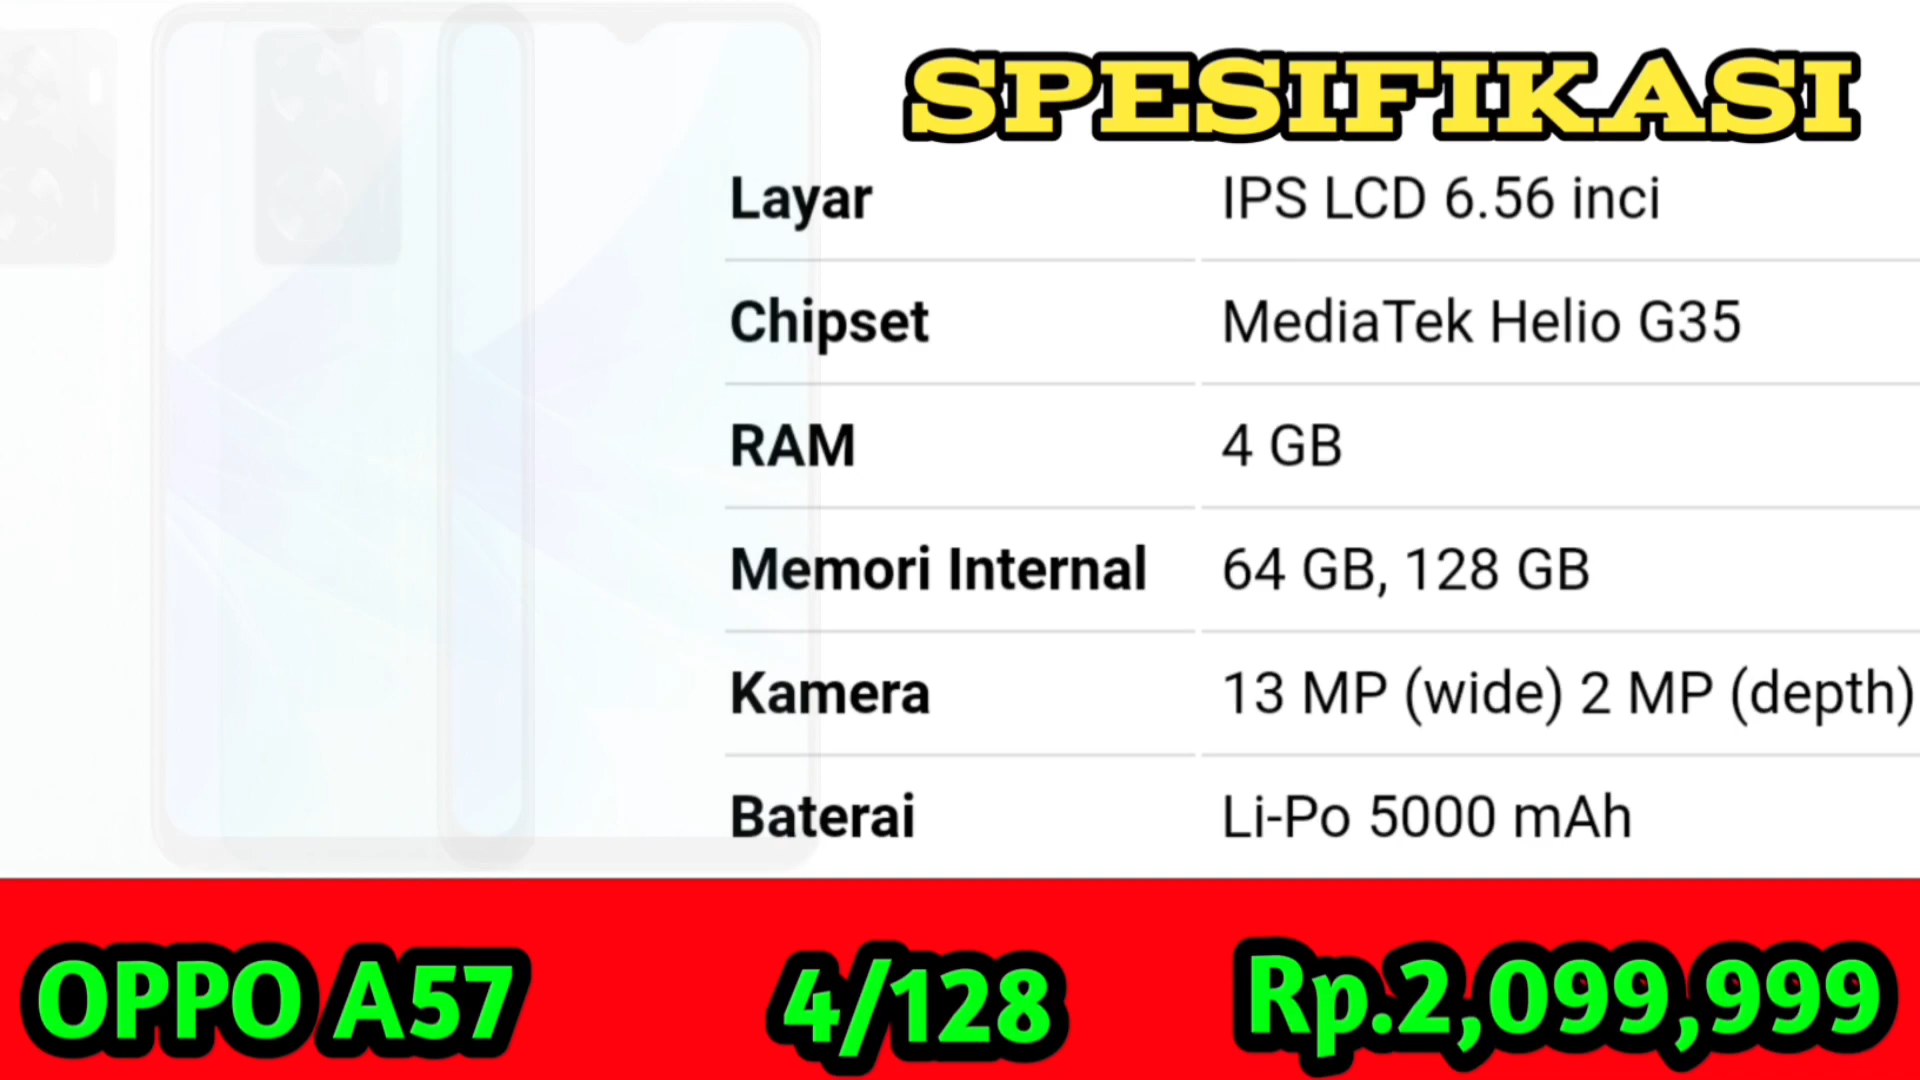 SPESIFIKASI
Layar IPS LCD 6.56 inci
Chipset MediaTek Helio G35
RAM 4 GB
Memori Internal 64 GB, 128 GB
Kamera 13 MP (wide) 2 MP (depth)
Baterai Li-Po 5000 mAh
OPPO A57 4/128 Rp.2,099,999